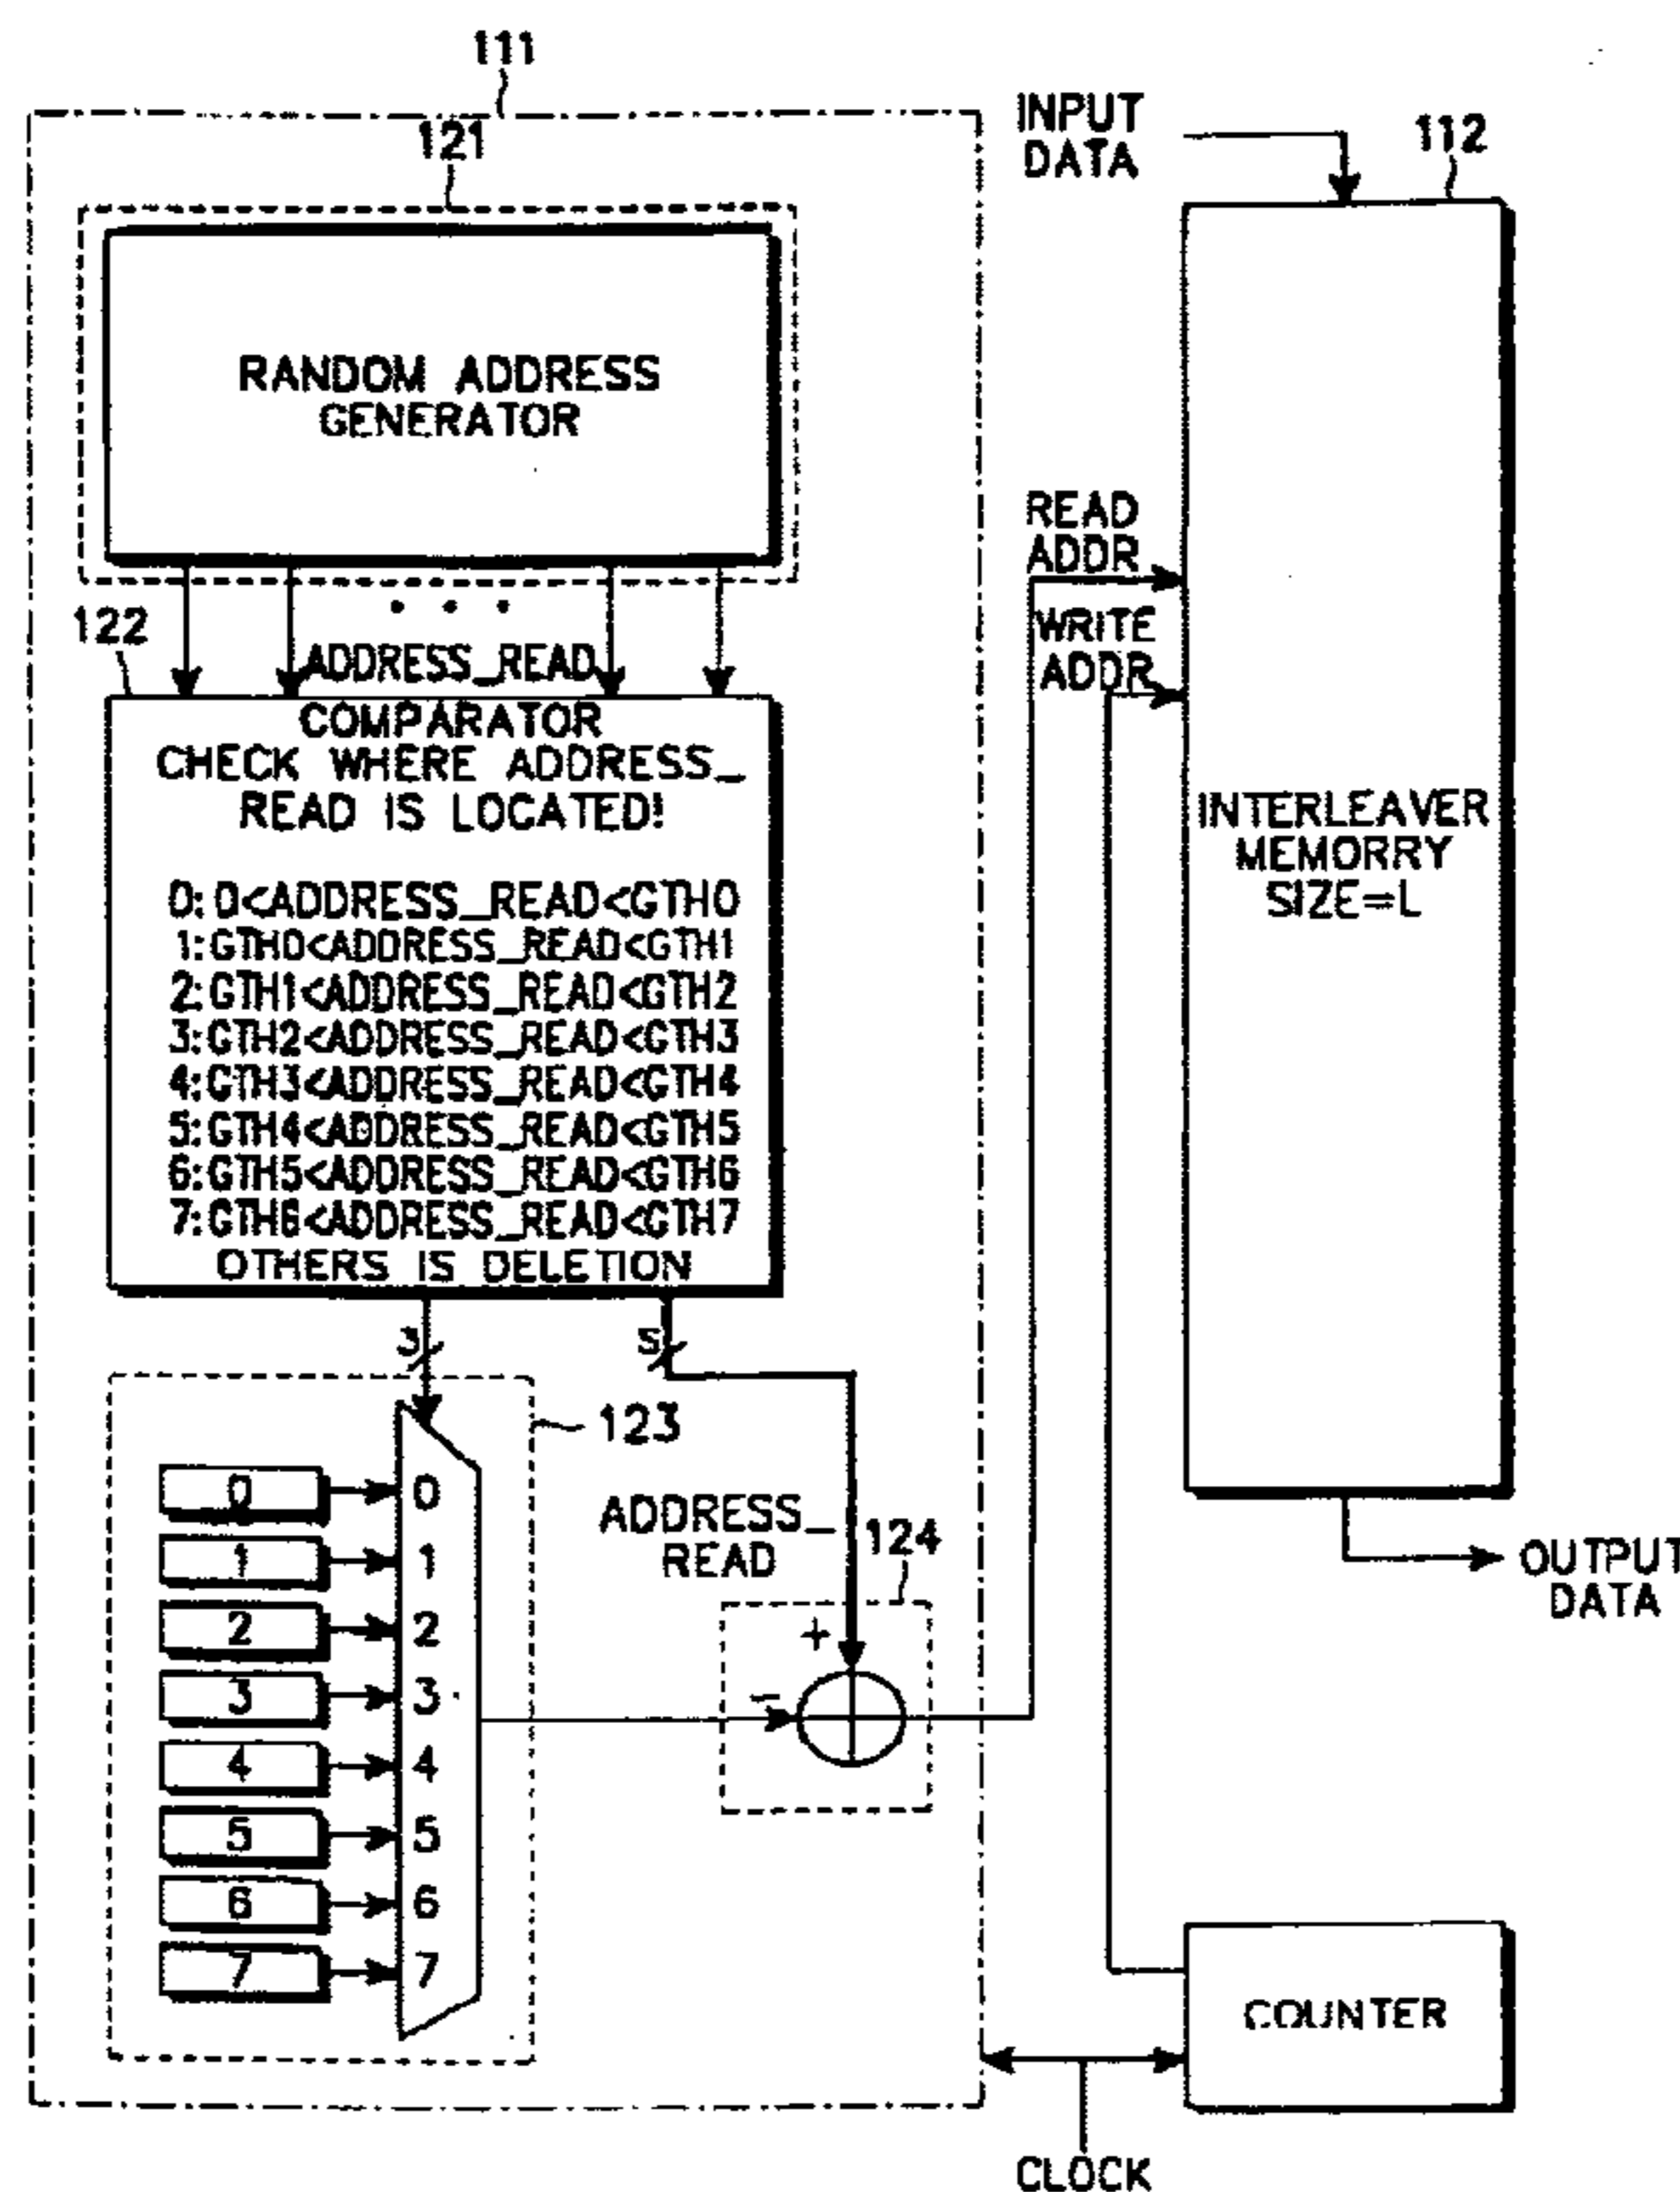 111
121
RANDOM ADDRESS
GENERATOR
122
ADDRESS_READ
COMPARATOR
CHECK WHERE ADDRESS_
READ IS LOCATED!
0:0<ADDRESS_READ<GTH0
1:GTH0<ADDRESS_READ<GTH1
2:GTH1<ADDRESS_READ<GTH2
3:GTH2<ADDRESS_READ<GTH3
4:GTH3<ADDRESS_READ<GTH4
5:GTH4<ADDRESS_READ<GTH5
6:GTH5<ADDRESS_READ<GTH6
7:GTH6<ADDRESS_READ<GTH7
OTHERS IS DELETION
3
S
123
0 0
1 1
2 2
3 3
4 4
5 5
6 6
7 7
ADDRESS_
READ
124
+
-
INPUT
DATA
112
READ
ADDR
WRITE
ADDR
INTERLEAVER
MEMORRY
SIZE=L
OUTPUT
DATA
COUNTER
CLOCK